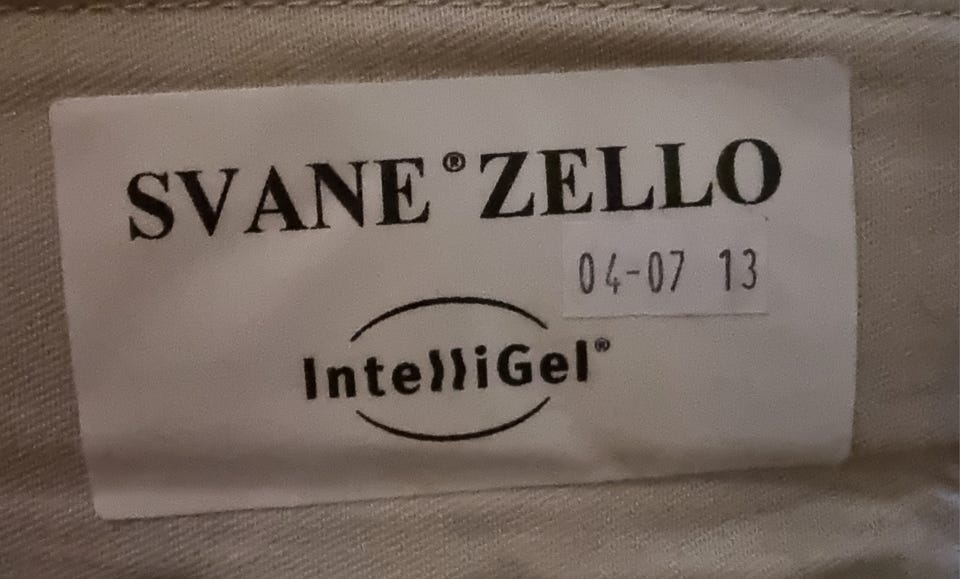 SVANE® ZELLO
04-07 13
IntelliGel®